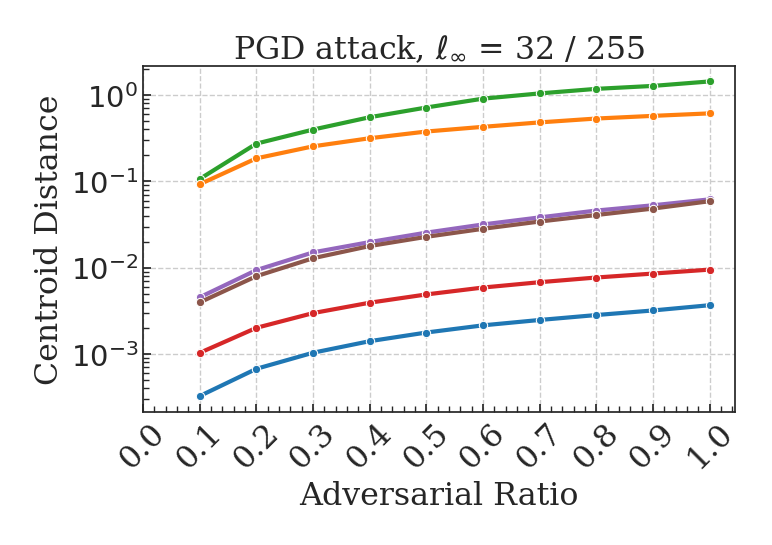 PGD attack, ℓ∞ = 32 / 255
Centroid Distance
10⁰
10⁻¹
10⁻²
10⁻³
0.0 0.1 0.2 0.3 0.4 0.5 0.6 0.7 0.8 0.9 1.0
Adversarial Ratio